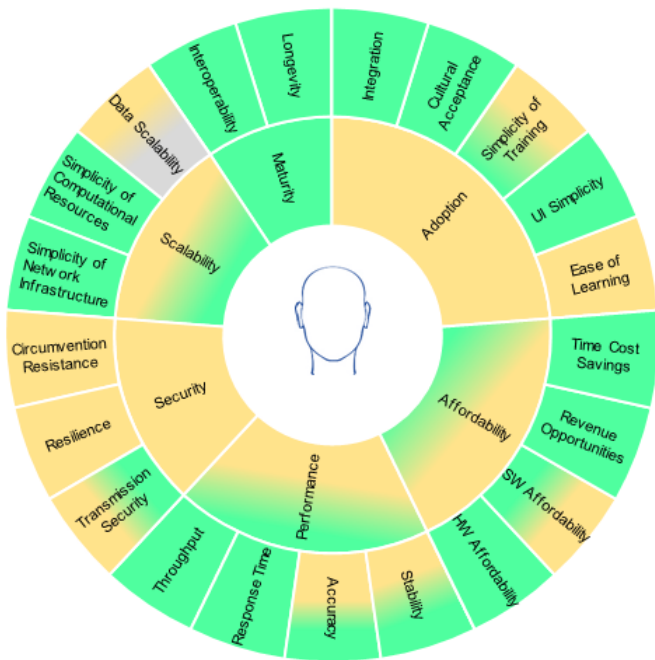 Integration
Cultural
Acceptance
Simplicity of
Training
UI Simplicity
Ease of
Learning
Time Cost
Savings
Revenue
Opportunities
SW Affordability
HW Affordability
Stability
Accuracy
Response Time
Throughput
Transmission
Security
Resilience
Circumvention
Resistance
Simplicity of
Network
Infrastructure
Simplicity of
Computational
Resources
Data Scalability
Interoperability
Longevity
Adoption
Affordability
Performance
Security
Scalability
Maturity